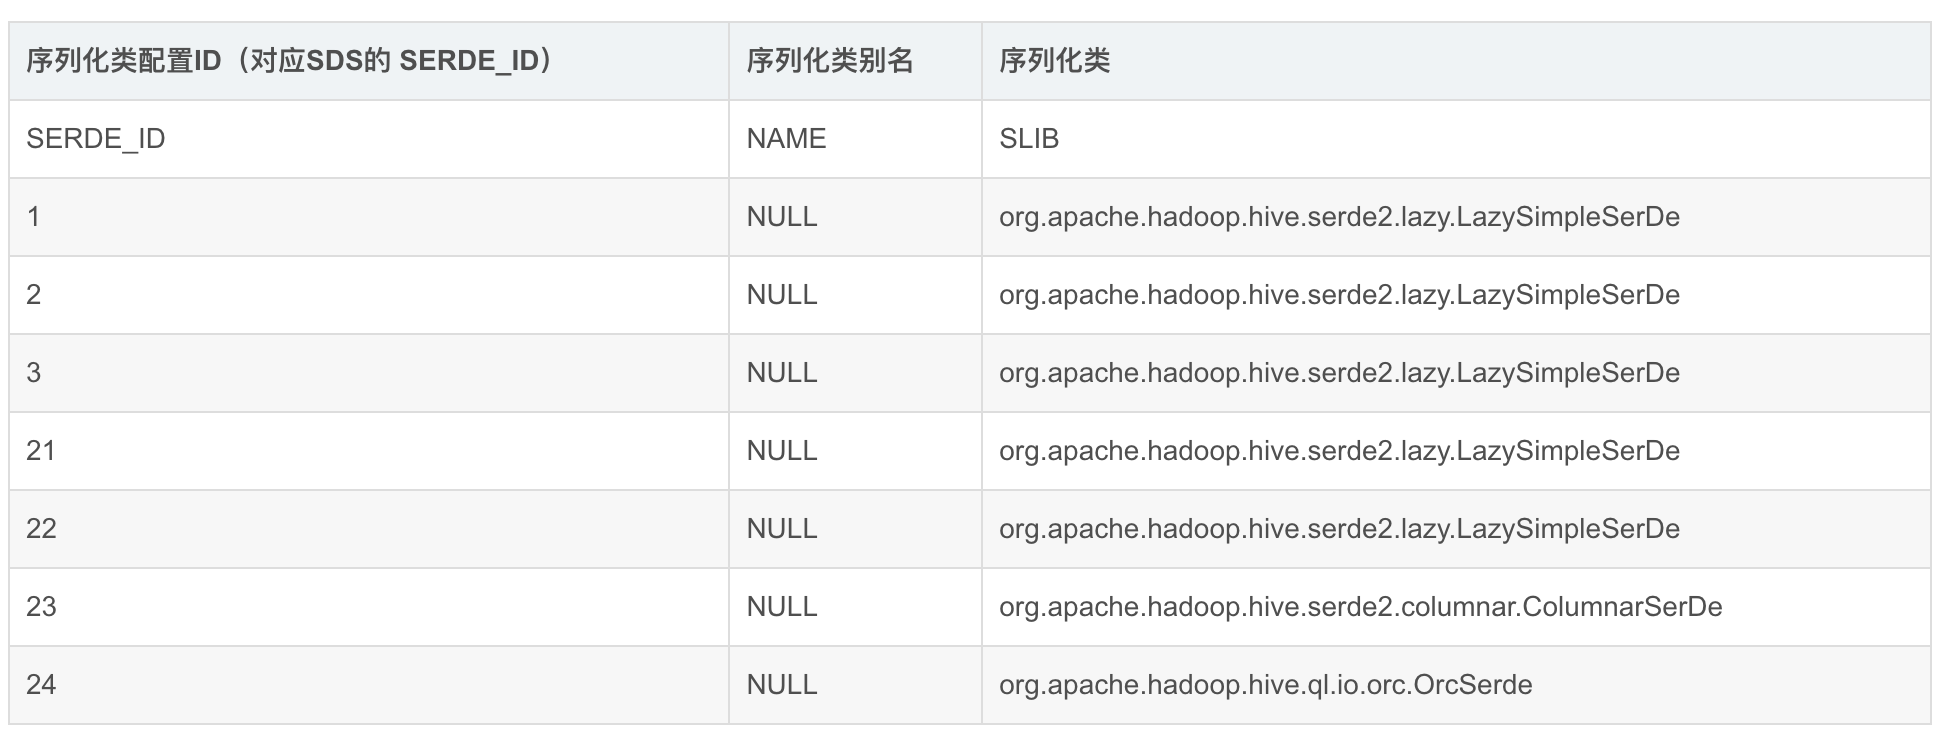 序列化类配置ID（对应SDS的 SERDE_ID） 序列化类别名 序列化类
SERDE_ID NAME SLIB
1 NULL org.apache.hadoop.hive.serde2.lazy.LazySimpleSerDe
2 NULL org.apache.hadoop.hive.serde2.lazy.LazySimpleSerDe
3 NULL org.apache.hadoop.hive.serde2.lazy.LazySimpleSerDe
21 NULL org.apache.hadoop.hive.serde2.lazy.LazySimpleSerDe
22 NULL org.apache.hadoop.hive.serde2.lazy.LazySimpleSerDe
23 NULL org.apache.hadoop.hive.serde2.columnar.ColumnarSerDe
24 NULL org.apache.hadoop.hive.ql.io.orc.OrcSerde